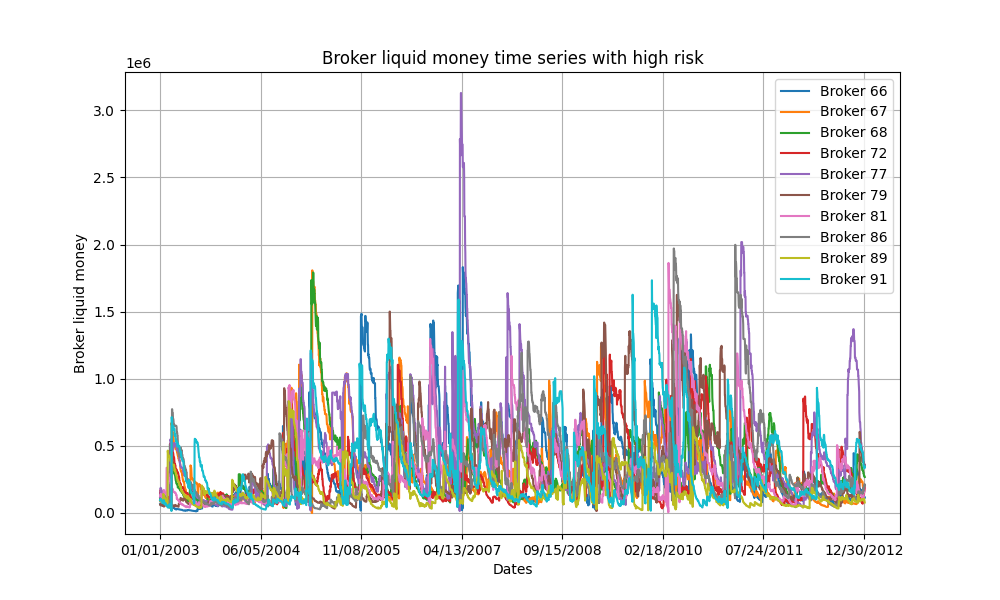 Broker liquid money time series with high risk
1e6
3.0
2.5
2.0
1.5
1.0
0.5
0.0
Broker liquid money
Broker 66
Broker 67
Broker 68
Broker 72
Broker 77
Broker 79
Broker 81
Broker 86
Broker 89
Broker 91
01/01/2003 06/05/2004 11/08/2005 04/13/2007 09/15/2008 02/18/2010 07/24/2011 12/30/2012
Dates